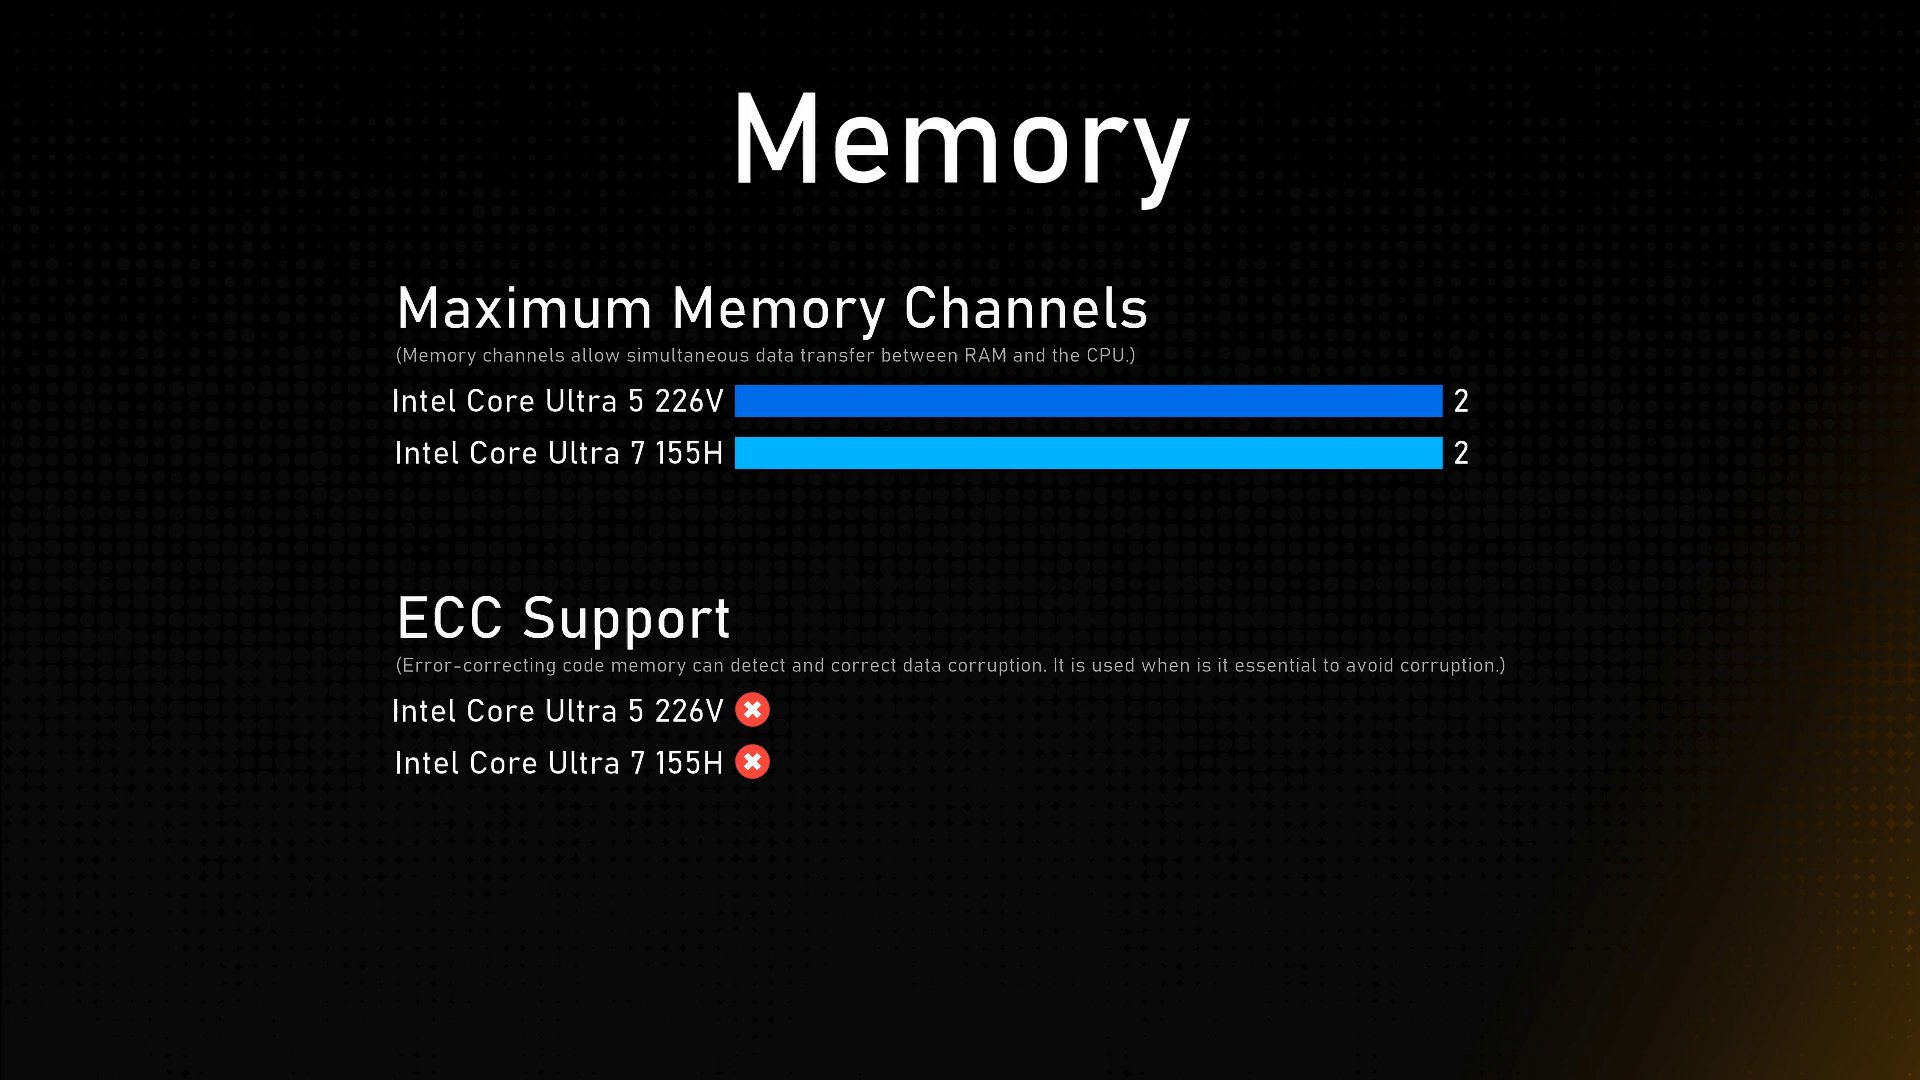 Memory
Maximum Memory Channels
(Memory channels allow simultaneous data transfer between RAM and the CPU.)
Intel Core Ultra 5 226V 2
Intel Core Ultra 7 155H 2
ECC Support
(Error-correcting code memory can detect and correct data corruption. It is used when is it essential to avoid corruption.)
Intel Core Ultra 5 226V
Intel Core Ultra 7 155H